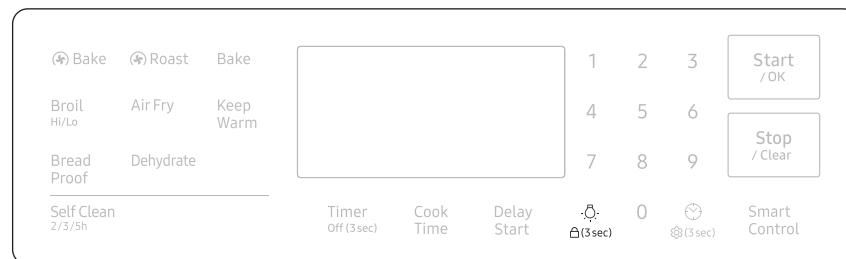 Bake Roast Bake 1 2 3 Start
/ OK
Broil Air Fry Keep 4 5 6
Hi/Lo Warm
Stop
/ Clear
Bread Dehydrate 7 8 9
Proof
Self Clean Timer Cook Delay 0 Smart
2/3/5h Off (3 sec) Time Start (3 sec) (3 sec) Control